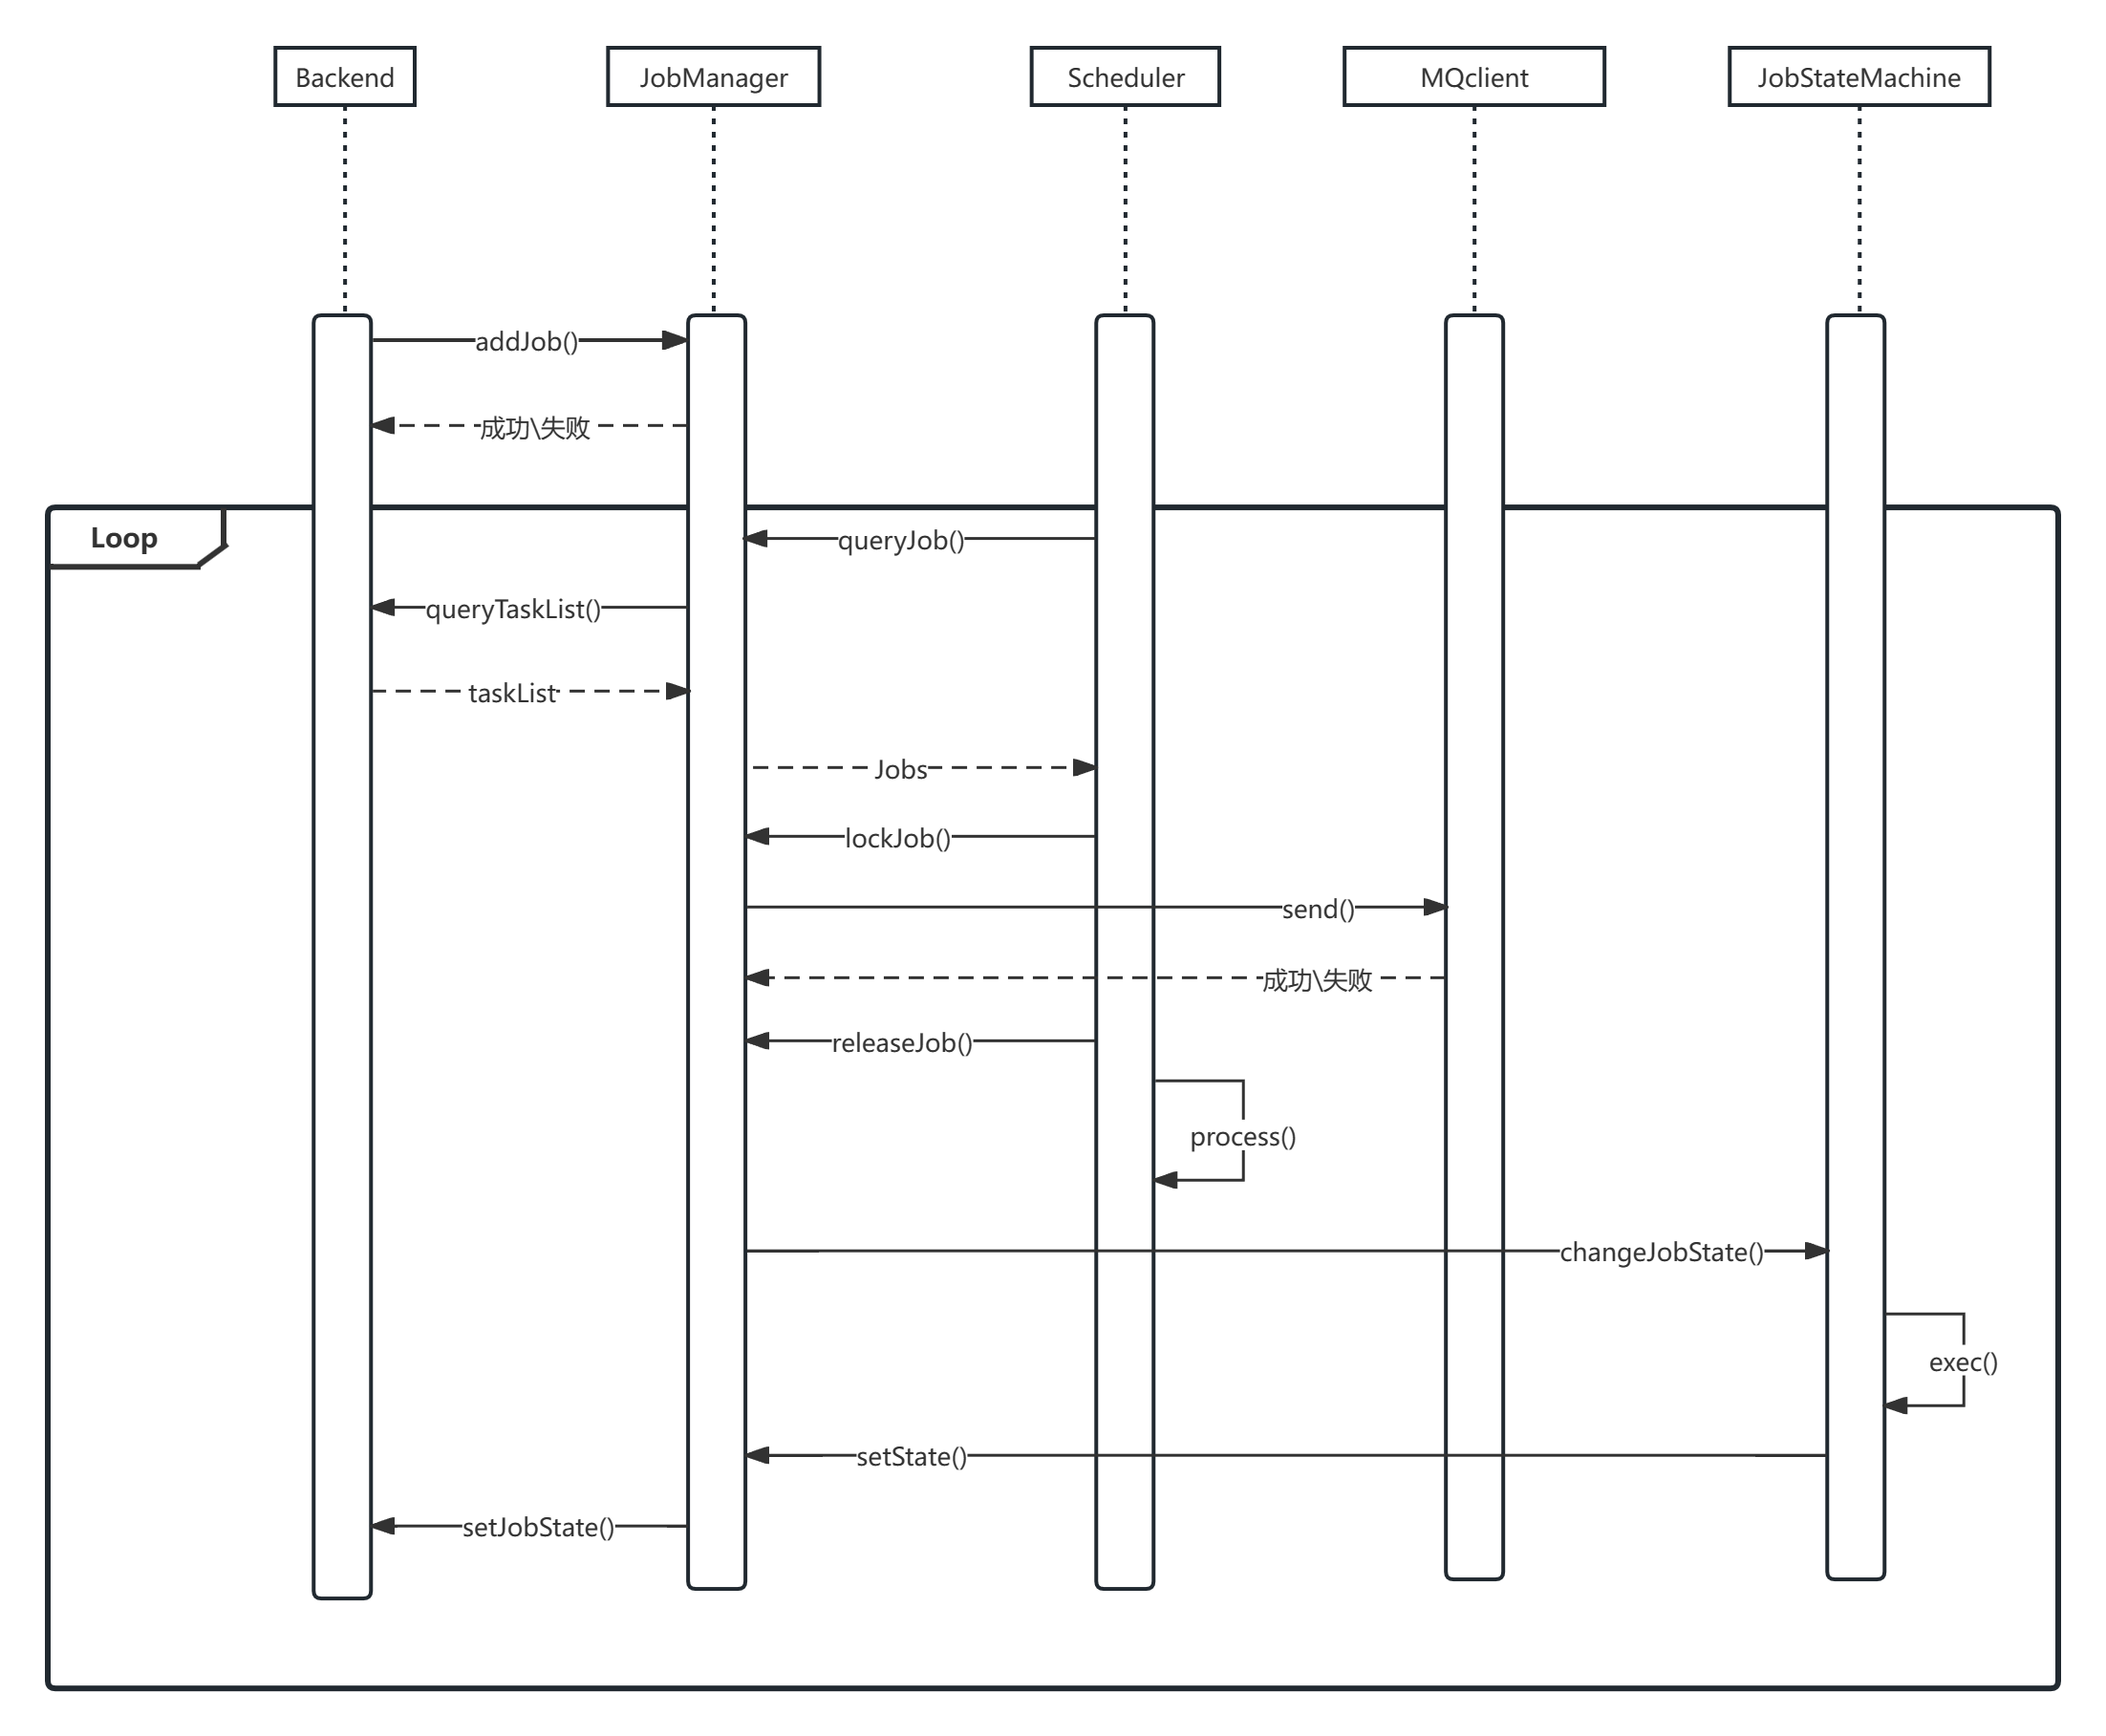 Backend
JobManager
Scheduler
MQclient
JobStateMachine
addJob()
成功\失败
Loop
queryJob()
queryTaskList()
taskList
Jobs
lockJob()
send()
成功\失败
releaseJob()
process()
changeJobState()
exec()
setState()
setJobState()